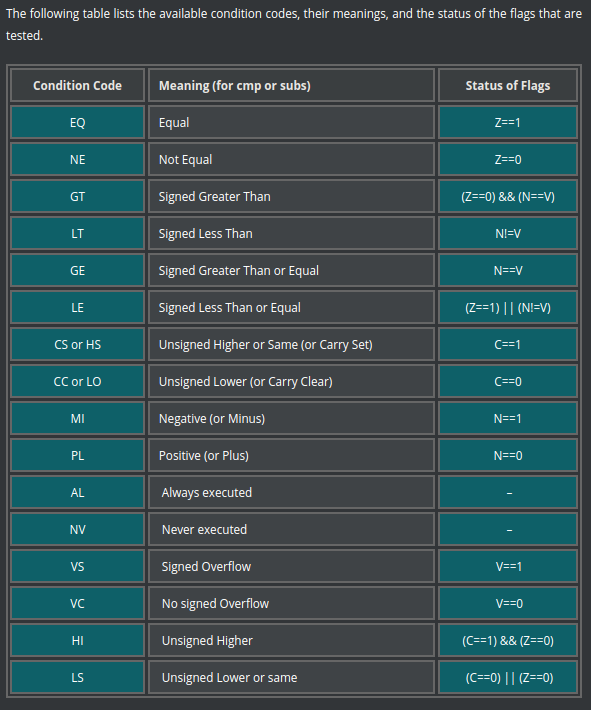 The following table lists the available condition codes, their meanings, and the status of the flags that are
tested.
Condition Code Meaning (for cmp or subs) Status of Flags
EQ Equal Z==1
NE Not Equal Z==0
GT Signed Greater Than (Z==0) && (N==V)
LT Signed Less Than N!=V
GE Signed Greater Than or Equal N==V
LE Signed Less Than or Equal (Z==1) || (N!=V)
CS or HS Unsigned Higher or Same (or Carry Set) C==1
CC or LO Unsigned Lower (or Carry Clear) C==0
MI Negative (or Minus) N==1
PL Positive (or Plus) N==0
AL Always executed –
NV Never executed –
VS Signed Overflow V==1
VC No signed Overflow V==0
HI Unsigned Higher (C==1) && (Z==0)
LS Unsigned Lower or same (C==0) || (Z==0)